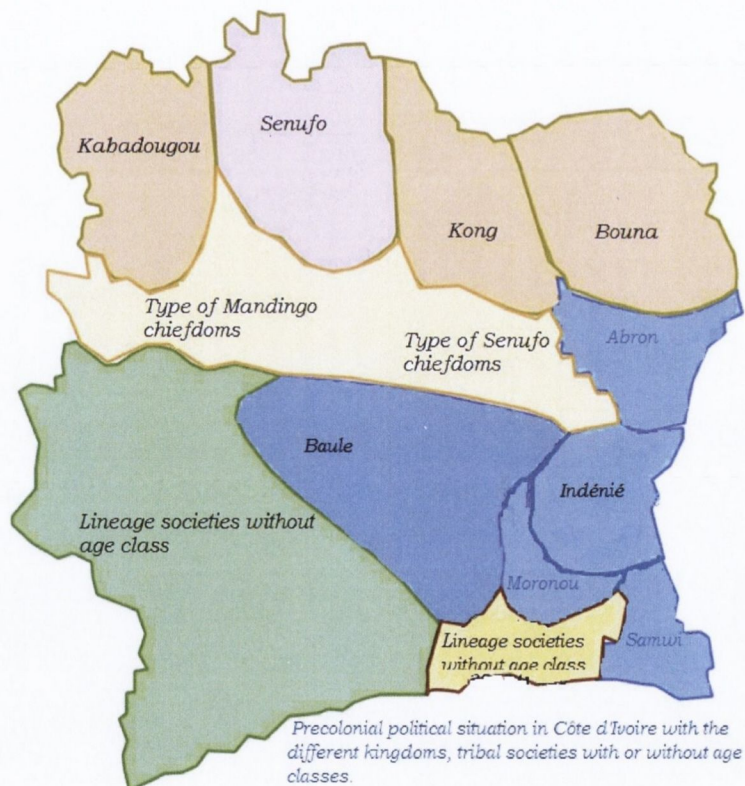 Senufo
Kabadougou
Kong
Bouna
Type of Mandingo
chiefdoms
Type of Senufo
chiefdoms
Abron
Baule
Indénié
Lineage societies without
age class
Moronou
Lineage societies
without age class
Samwi
Precolonial political situation in Côte d'Ivoire with the
different kingdoms, tribal societies with or without age
classes.